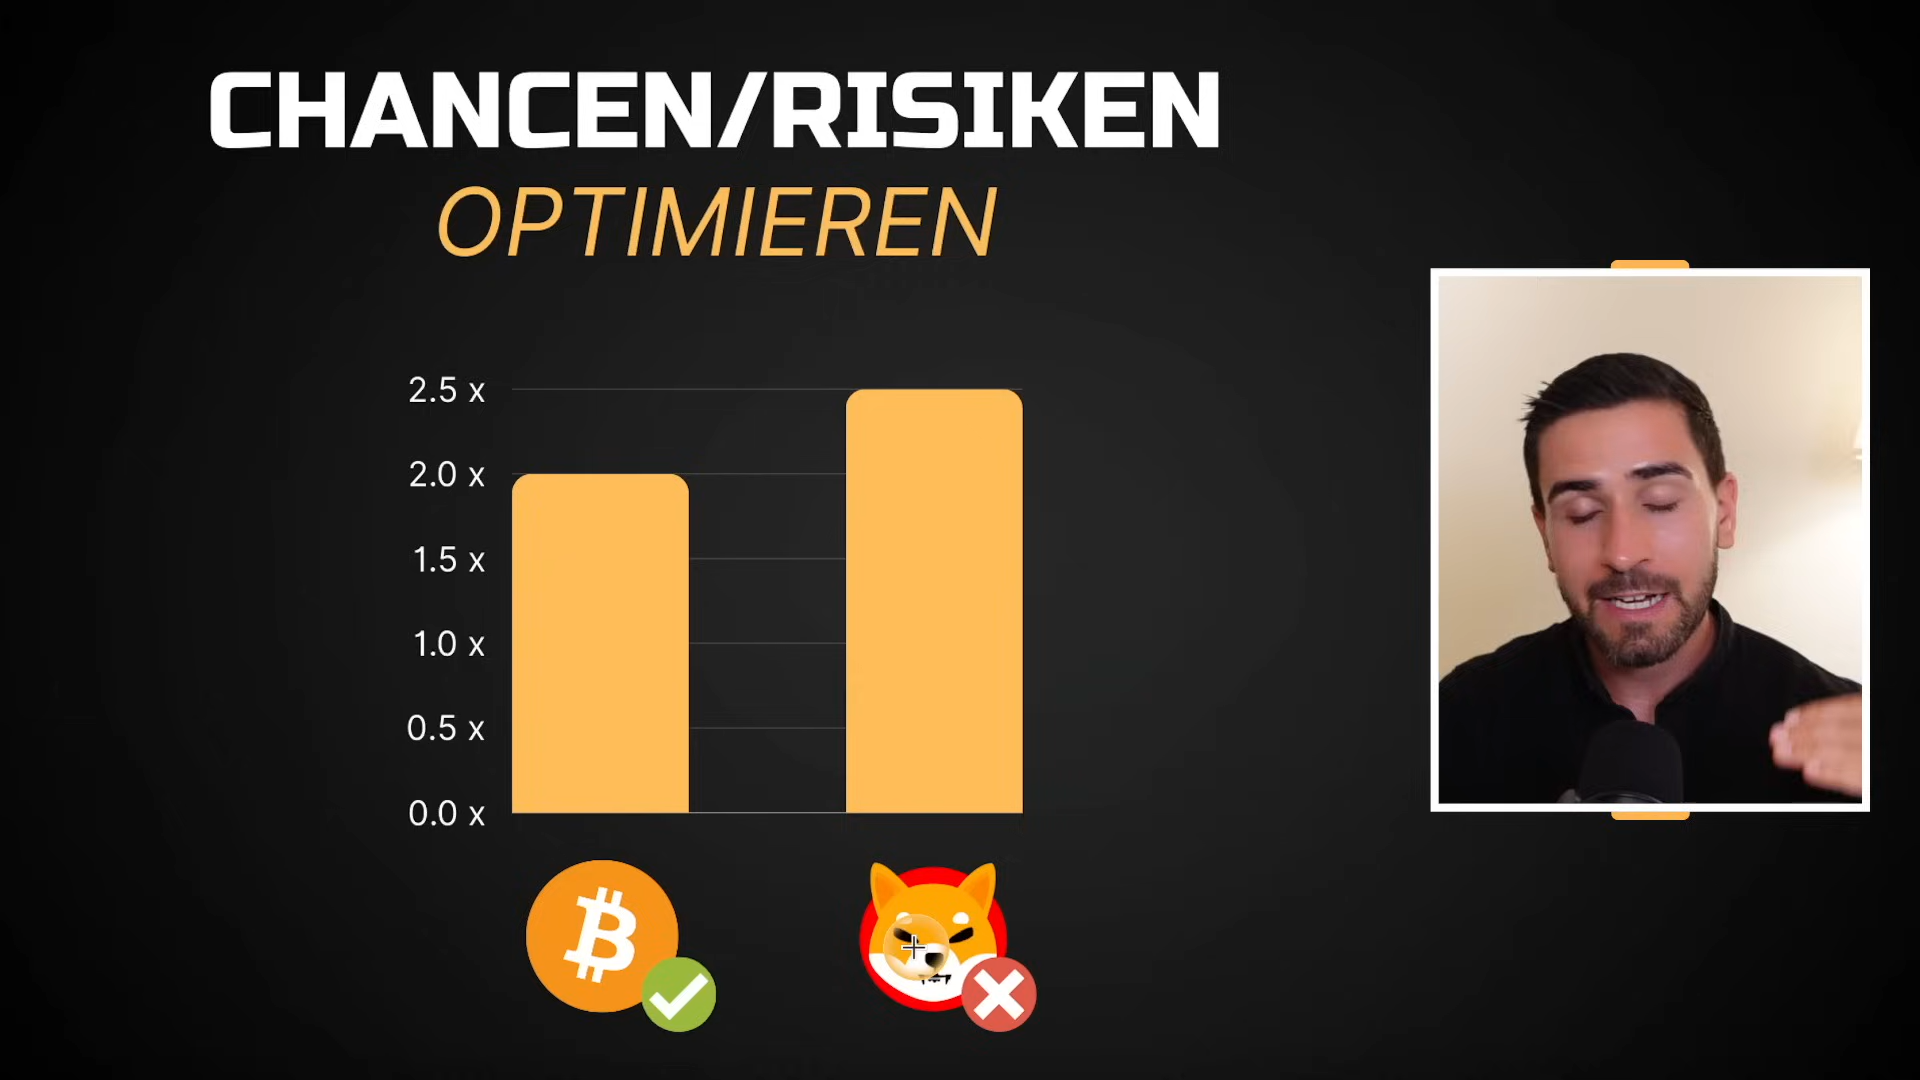 CHANCEN/RISIKEN
OPTIMIEREN
2.5 x
2.0 x
1.5 x
1.0 x
0.5 x
0.0 x